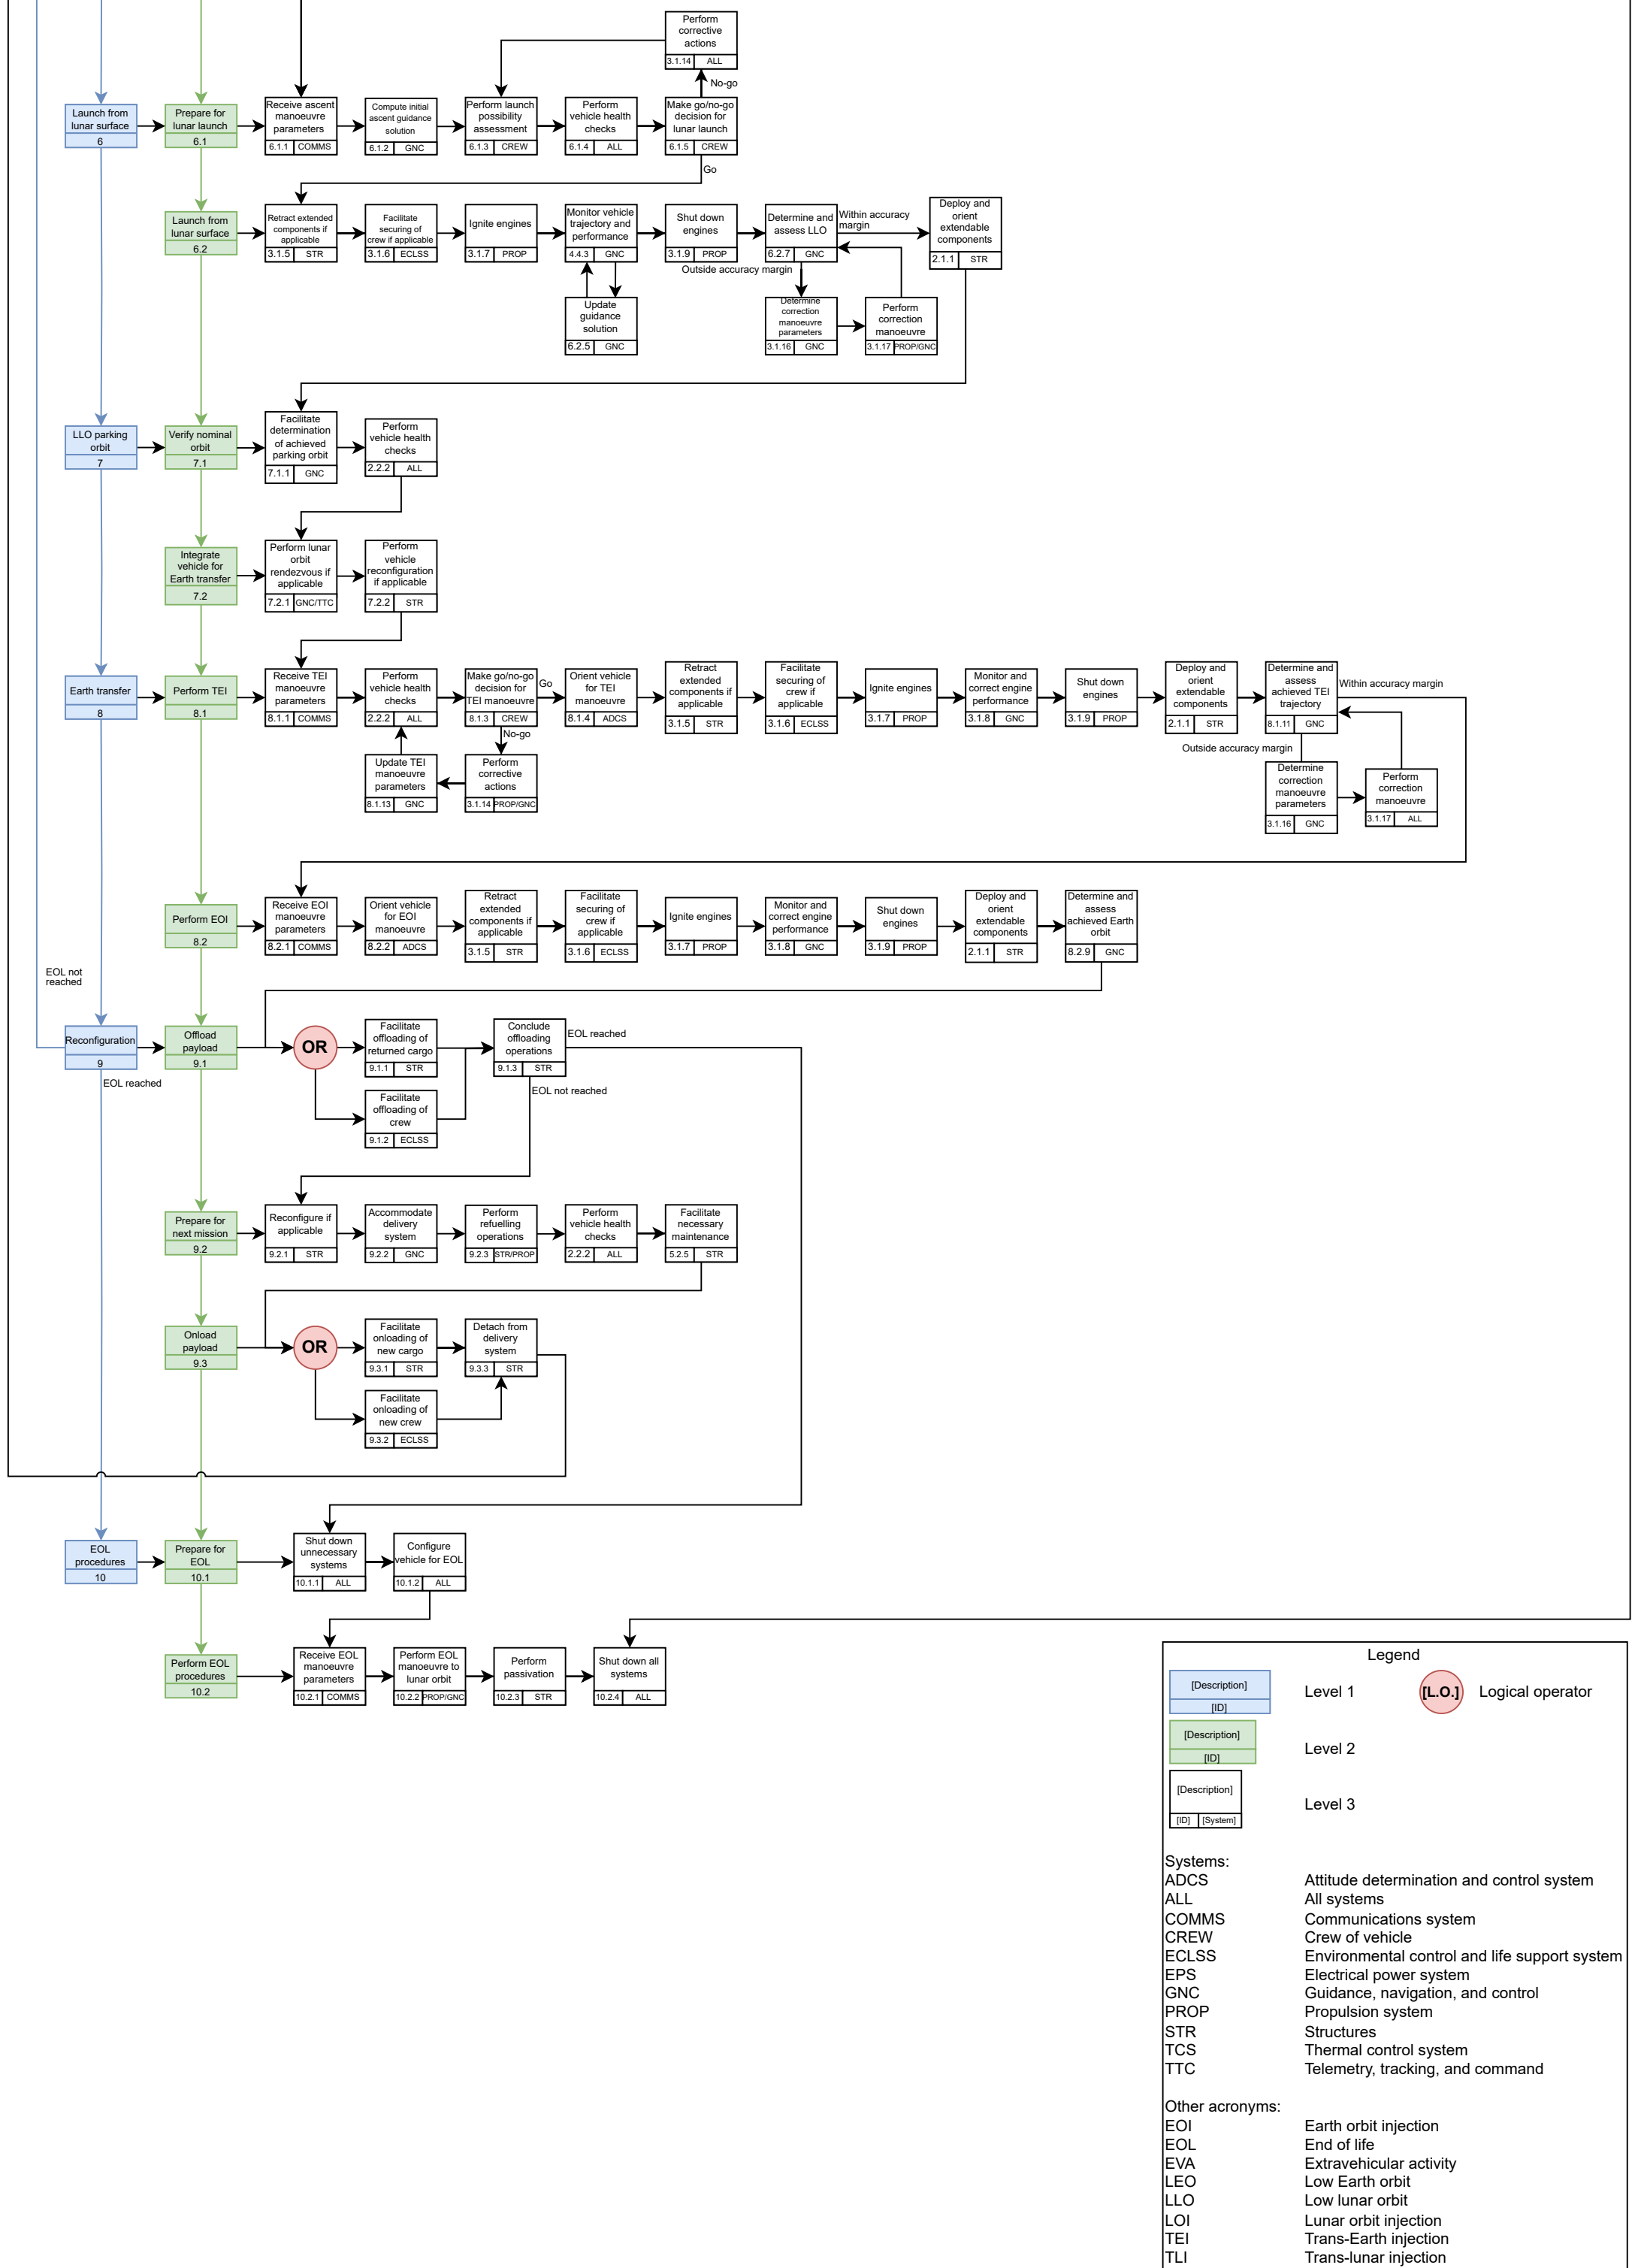 Perform
corrective
actions
3.1.14 ALL
No-go
Launch from
lunar surface
6
Prepare for
lunar launch
6.1
Receive ascent
manoeuvre
parameters
6.1.1 COMMS
Compute initial
ascent guidance
solution
6.1.2 GNC
Perform launch
possibility
assessment
6.1.3 CREW
Perform
vehicle health
checks
6.1.4 ALL
Make go/no-go
decision for
lunar launch
6.1.5 CREW
Go
Launch from
lunar surface
6.2
Retract extended
components if
applicable
3.1.5 STR
Facilitate
securing of
crew if applicable
3.1.6 ECLSS
Ignite engines
3.1.7 PROP
Monitor vehicle
trajectory and
performance
4.4.3 GNC
Shut down
engines
3.1.9 PROP
Determine and
assess LLO
6.2.7 GNC
Within accuracy
margin
Deploy and
orient
extendable
components
2.1.1 STR
Outside accuracy margin
Update
guidance
solution
6.2.5 GNC
Determine
correction
manoeuvre
parameters
3.1.16 GNC
Perform
correction
manoeuvre
3.1.17 PROP/GNC
LLO parking
orbit
7
Verify nominal
orbit
7.1
Facilitate
determination
of achieved
parking orbit
7.1.1 GNC
Perform
vehicle health
checks
2.2.2 ALL
Integrate
vehicle for
Earth transfer
7.2
Perform lunar
orbit
rendezvous if
applicable
7.2.1 GNC/TTC
Perform
vehicle
reconfiguration
if applicable
7.2.2 STR
Earth transfer
8
Perform TEI
8.1
Receive TEI
manoeuvre
parameters
8.1.1 COMMS
Perform
vehicle health
checks
2.2.2 ALL
Make go/no-go
decision for
TEI manoeuvre
8.1.3 CREW
Go
Orient vehicle
for TEI
manoeuvre
8.1.4 ADCS
Retract
extended
components if
applicable
3.1.5 STR
Facilitate
securing of
crew if
applicable
3.1.6 ECLSS
Ignite engines
3.1.7 PROP
Monitor and
correct engine
performance
3.1.8 GNC
Shut down
engines
3.1.9 PROP
Deploy and
orient
extendable
components
2.1.1 STR
Determine and
assess
achieved TEI
trajectory
8.1.11 GNC
Within accuracy margin
No-go
Outside accuracy margin
Update TEI
manoeuvre
parameters
8.1.13 GNC
Perform
corrective
actions
3.1.14 PROP/GNC
Determine
correction
manoeuvre
parameters
3.1.16 GNC
Perform
correction
manoeuvre
3.1.17 ALL
Perform EOI
8.2
Receive EOI
manoeuvre
parameters
8.2.1 COMMS
Orient vehicle
for EOI
manoeuvre
8.2.2 ADCS
Retract
extended
components if
applicable
3.1.5 STR
Facilitate
securing of
crew if
applicable
3.1.6 ECLSS
Ignite engines
3.1.7 PROP
Monitor and
correct engine
performance
3.1.8 GNC
Shut down
engines
3.1.9 PROP
Deploy and
orient
extendable
components
2.1.1 STR
Determine and
assess
achieved Earth
orbit
8.2.9 GNC
EOL not
reached
Reconfiguration
9
EOL reached
Offload
payload
9.1
OR
Facilitate
offloading of
returned cargo
9.1.1 STR
Facilitate
offloading of
crew
9.1.2 ECLSS
Conclude
offloading
operations
9.1.3 STR
EOL reached
EOL not reached
Prepare for
next mission
9.2
Reconfigure if
applicable
9.2.1 STR
Accommodate
delivery
system
9.2.2 GNC
Perform
refuelling
operations
9.2.3 STR/PROP
Perform
vehicle health
checks
2.2.2 ALL
Facilitate
necessary
maintenance
5.2.5 STR
Onload
payload
9.3
OR
Facilitate
onloading of
new cargo
9.3.1 STR
Detach from
delivery
system
9.3.3 STR
Facilitate
onloading of
new crew
9.3.2 ECLSS
EOL
procedures
10
Prepare for
EOL
10.1
Shut down
unnecessary
systems
10.1.1 ALL
Configure
vehicle for EOL
10.1.2 ALL
Perform EOL
procedures
10.2
Receive EOL
manoeuvre
parameters
10.2.1 COMMS
Perform EOL
manoeuvre to
lunar orbit
10.2.2 PROP/GNC
Perform
passivation
10.2.3 STR
Shut down all
systems
10.2.4 ALL
Legend
[Description]
[ID]
Level 1
[L.O.] Logical operator
[Description]
[ID]
Level 2
[Description]
[ID] [System]
Level 3
Systems:
ADCS Attitude determination and control system
ALL All systems
COMMS Communications system
CREW Crew of vehicle
ECLSS Environmental control and life support system
EPS Electrical power system
GNC Guidance, navigation, and control
PROP Propulsion system
STR Structures
TCS Thermal control system
TTC Telemetry, tracking, and command
Other acronyms:
EOI Earth orbit injection
EOL End of life
EVA Extravehicular activity
LEO Low Earth orbit
LLO Low lunar orbit
LOI Lunar orbit injection
TEI Trans-Earth injection
TLI Trans-lunar injection